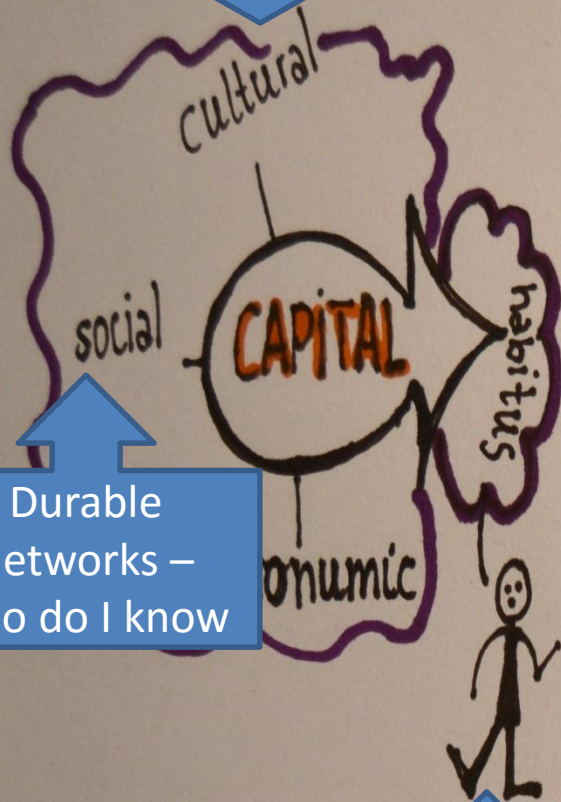 cultural
social
CAPITAL
habitus
Durable
etworks –
o do I know
onumic